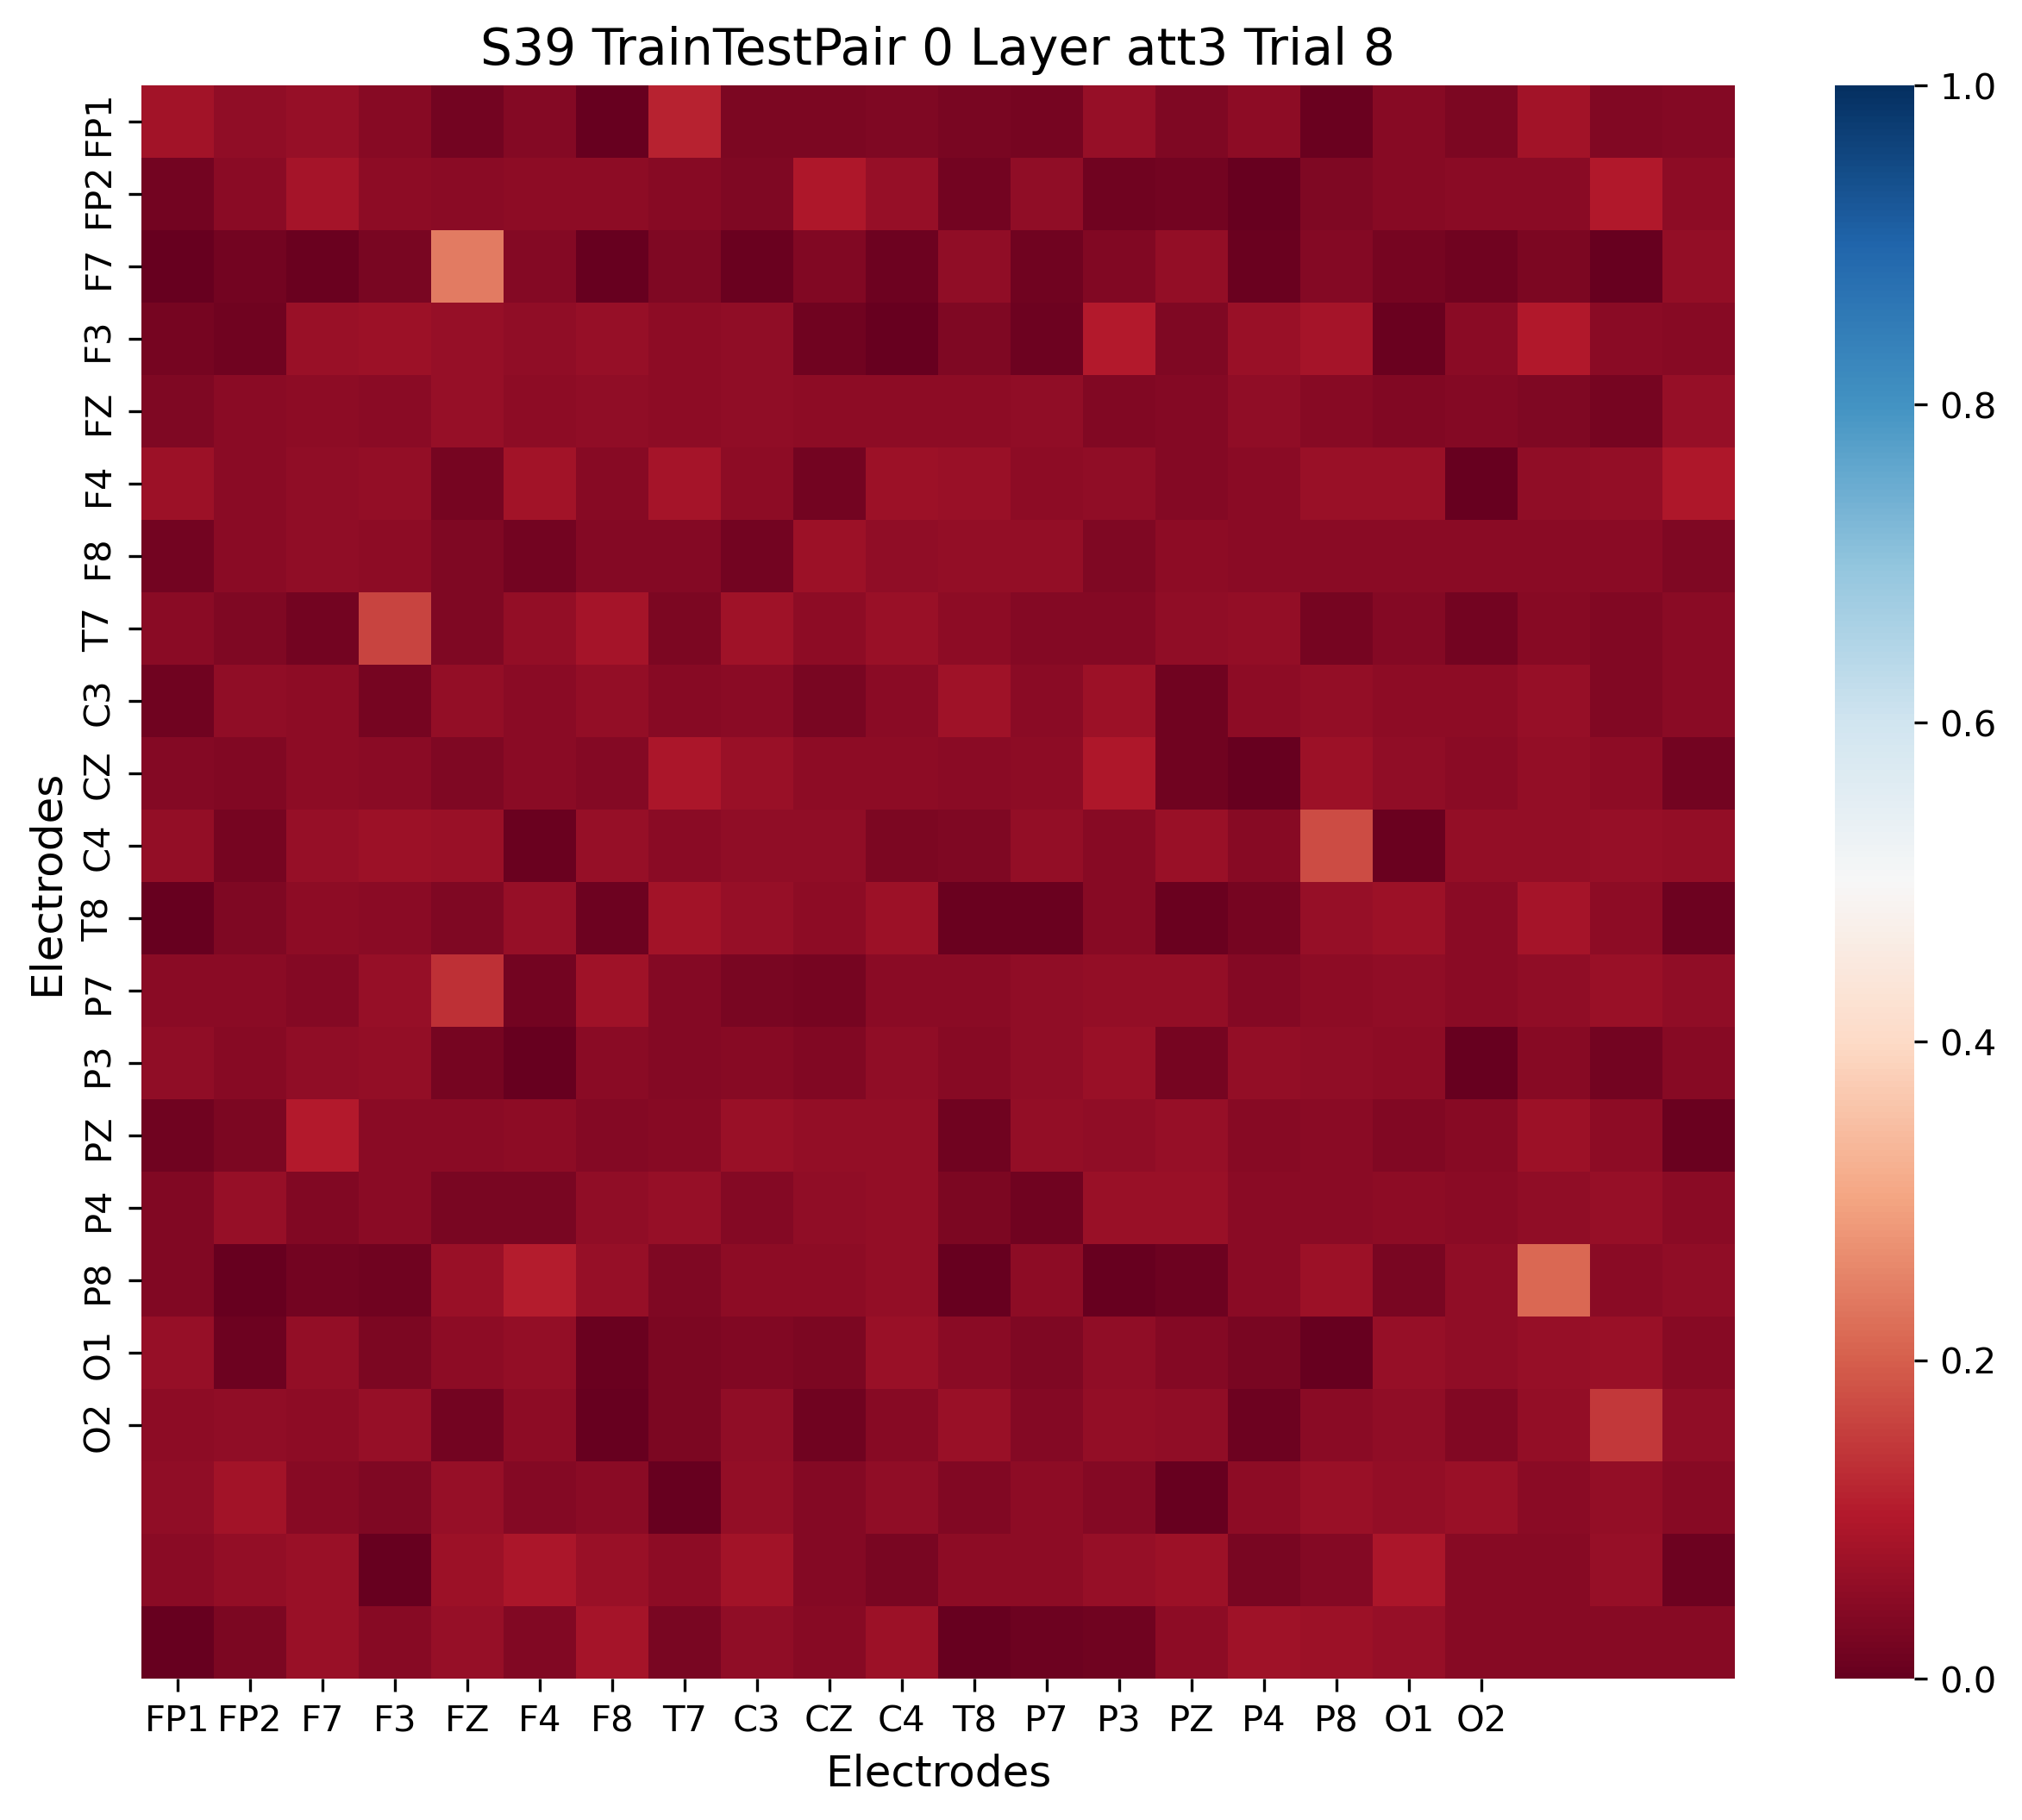 S39 TrainTestPair 0 Layer att3 Trial 8
Electrodes
FP1
FP2
F7
F3
FZ
F4
F8
T7
C3
CZ
C4
T8
P7
P3
PZ
P4
P8
O1
O2
FP1 FP2 F7 F3 FZ F4 F8 T7 C3 CZ C4 T8 P7 P3 PZ P4 P8 O1 O2
Electrodes
1.0
0.8
0.6
0.4
0.2
0.0